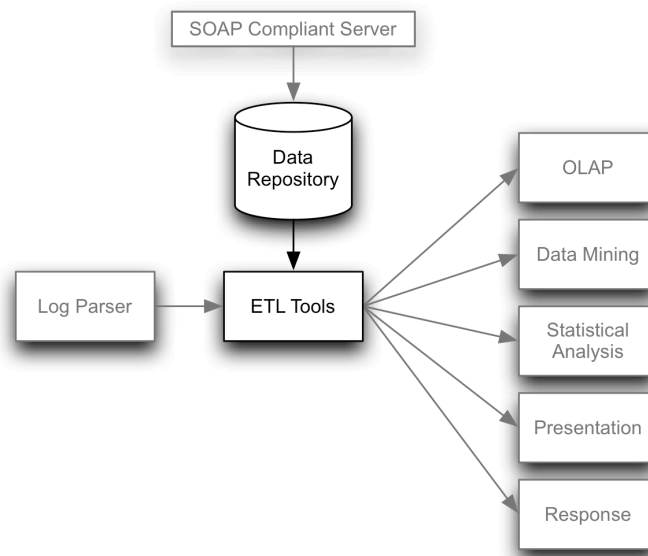 SOAP Compliant Server
Data
Repository
Log Parser
ETL Tools
OLAP
Data Mining
Statistical
Analysis
Presentation
Response